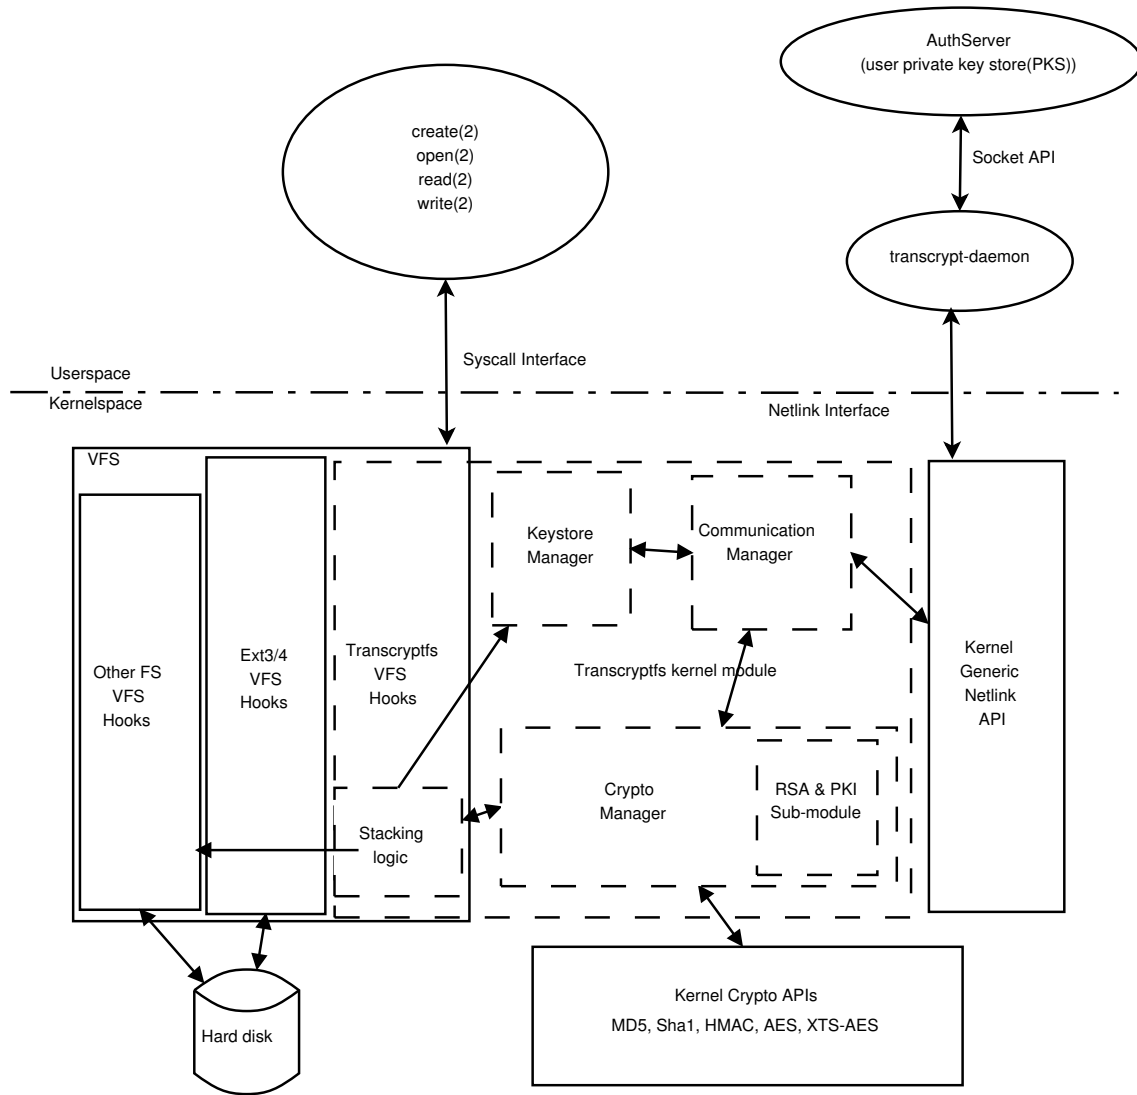 AuthServer
(user private key store(PKS))
create(2)
open(2)
read(2)
write(2)
Socket API
transcrypt-daemon
Syscall Interface
Userspace
Kernelspace
Netlink Interface
VFS
Keystore
Manager
Communication
Manager
Other FS
VFS
Hooks
Ext3/4
VFS
Hooks
Transcryptfs
VFS
Hooks
Transcryptfs kernel module
Kernel
Generic
Netlink
API
Stacking
logic
Crypto
Manager
RSA & PKI
Sub-module
Hard disk
Kernel Crypto APIs
MD5, Sha1, HMAC, AES, XTS-AES